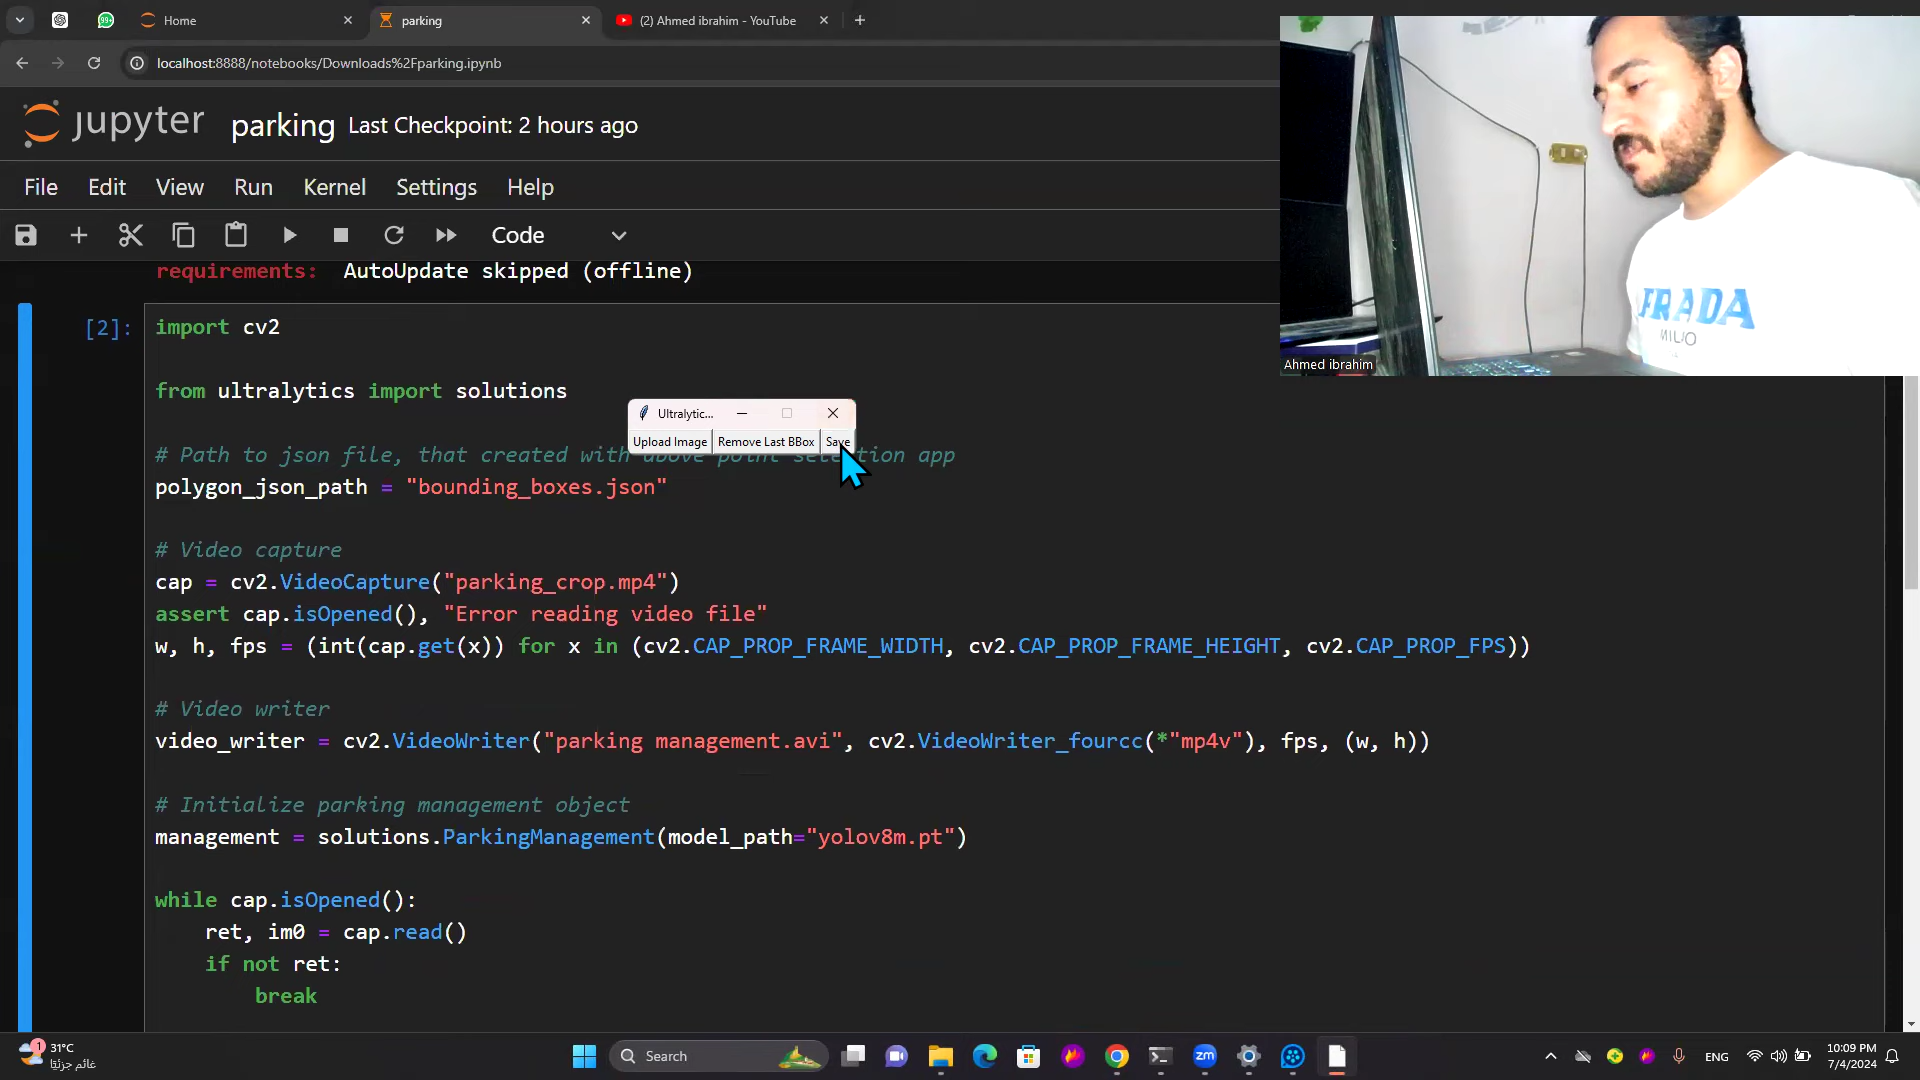 Home
parking
(2) Ahmed ibrahim - YouTube
localhost:8888/notebooks/Downloads%2Fparking.ipynb
jupyter parking Last Checkpoint: 2 hours ago
File Edit View Run Kernel Settings Help
Code
requirements: AutoUpdate skipped (offline)
[2]:
import cv2
from ultralytics import solutions
Ultralytic...
Upload Image Remove Last BBox Save
# Path to json file, that created with above point selection app
polygon_json_path = "bounding_boxes.json"
# Video capture
cap = cv2.VideoCapture("parking_crop.mp4")
assert cap.isOpened(), "Error reading video file"
w, h, fps = (int(cap.get(x)) for x in (cv2.CAP_PROP_FRAME_WIDTH, cv2.CAP_PROP_FRAME_HEIGHT, cv2.CAP_PROP_FPS))
# Video writer
video_writer = cv2.VideoWriter("parking management.avi", cv2.VideoWriter_fourcc(*"mp4v"), fps, (w, h))
# Initialize parking management object
management = solutions.ParkingManagement(model_path="yolov8m.pt")
while cap.isOpened():
ret, im0 = cap.read()
if not ret:
break
Ahmed ibrahim
1
31°C
غائم جزئيًا
Search
zm
ENG
10:09 PM
7/4/2024